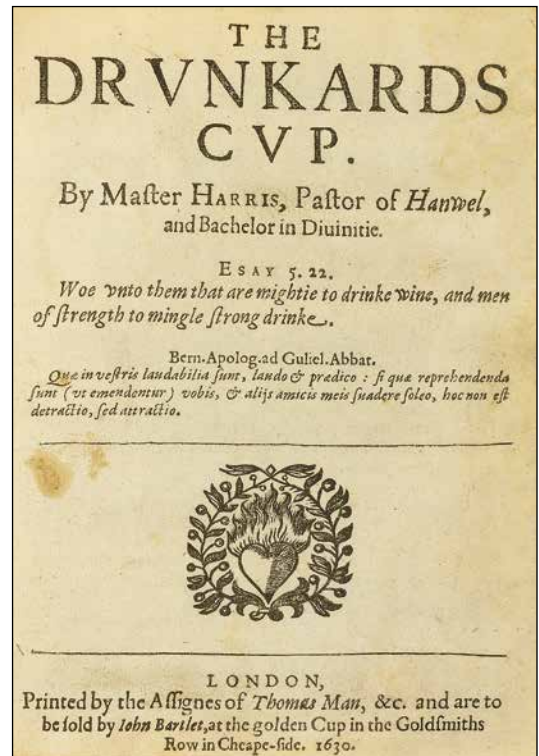 THE
DRVNKARDS
CVP.
By Maſter HARRIS, Paſtor of Hanwel,
and Bachelor in Diuinitie.
ESAY 5. 22.
Woe vnto them that are mightie to drinke wine, and men
of ſtrength to mingle ſtrong drinke.
Bern. Apolog. ad Guliel. Abbat.
Quæ in veſtris laudabilia ſunt, laudo & prædico : ſi quæ reprehendenda
ſunt (vt emendentur) vobis, & alijs amicis meis ſuadere ſoleo, hoc non eſt
detractio, ſed attractio.
LONDON,
Printed by the Aſſignes of Thomas Man, &c. and are to
be ſold by Iohn Bartlet, at the golden Cup in the Goldſmiths
Row in Cheape-ſide. 1630.